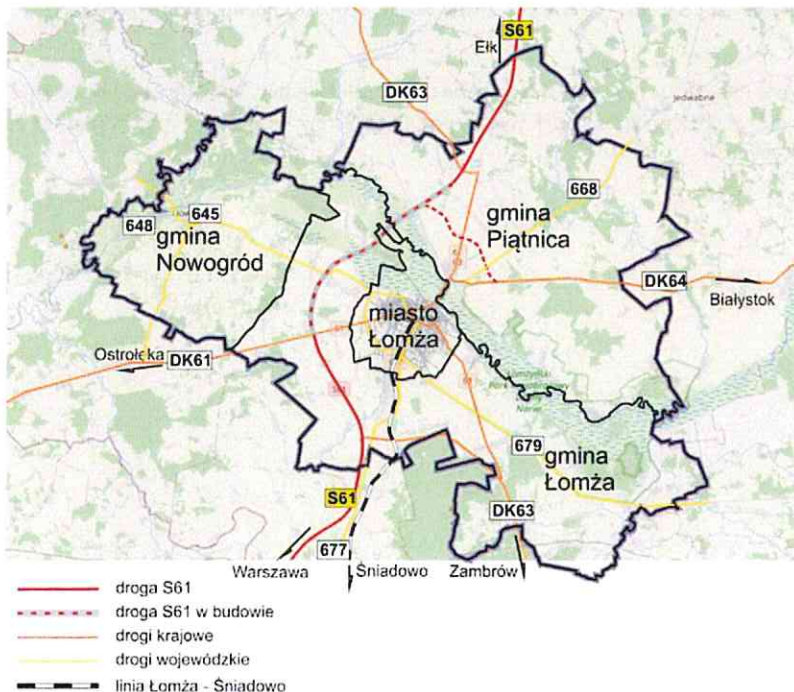 S61
Ełk
DK63
jedwabne
668
648
645
gmina
Piątnica
gmina
Nowogród
DK64
Białystok
miasto
Łomża
Ostrołęka
DK61
679
gmina
Łomża
S61
DK63
677
Warszawa
Śniadowo
Zambrów
droga S61
droga S61 w budowie
drogi krajowe
drogi wojewódzkie
linia Łomża - Śniadowo